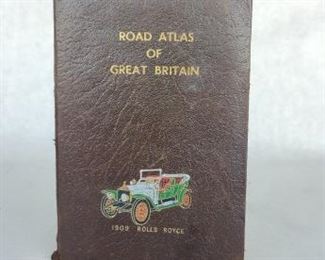 ROAD ATLAS
OF
GREAT BRITAIN
1909 ROLLS ROYCE